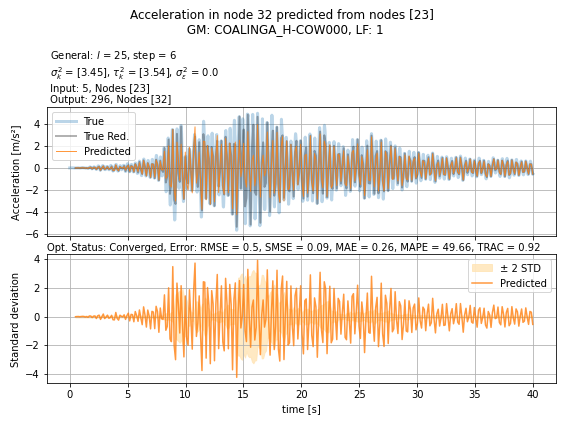 Acceleration in node 32 predicted from nodes [23]
GM: COALINGA_H-COW000, LF: 1
General: l = 25, step = 6
σ²ₖ = [3.45], τ²ₖ = [3.54], σ²ε = 0.0
Input: 5, Nodes [23]
Output: 296, Nodes [32]
Acceleration [m/s²]
4
2
0
−2
−4
−6
True
True Red.
Predicted
Opt. Status: Converged, Error: RMSE = 0.5, SMSE = 0.09, MAE = 0.26, MAPE = 49.66, TRAC = 0.92
Standard deviation
4
2
0
−2
−4
± 2 STD
Predicted
0 5 10 15 20 25 30 35 40
time [s]